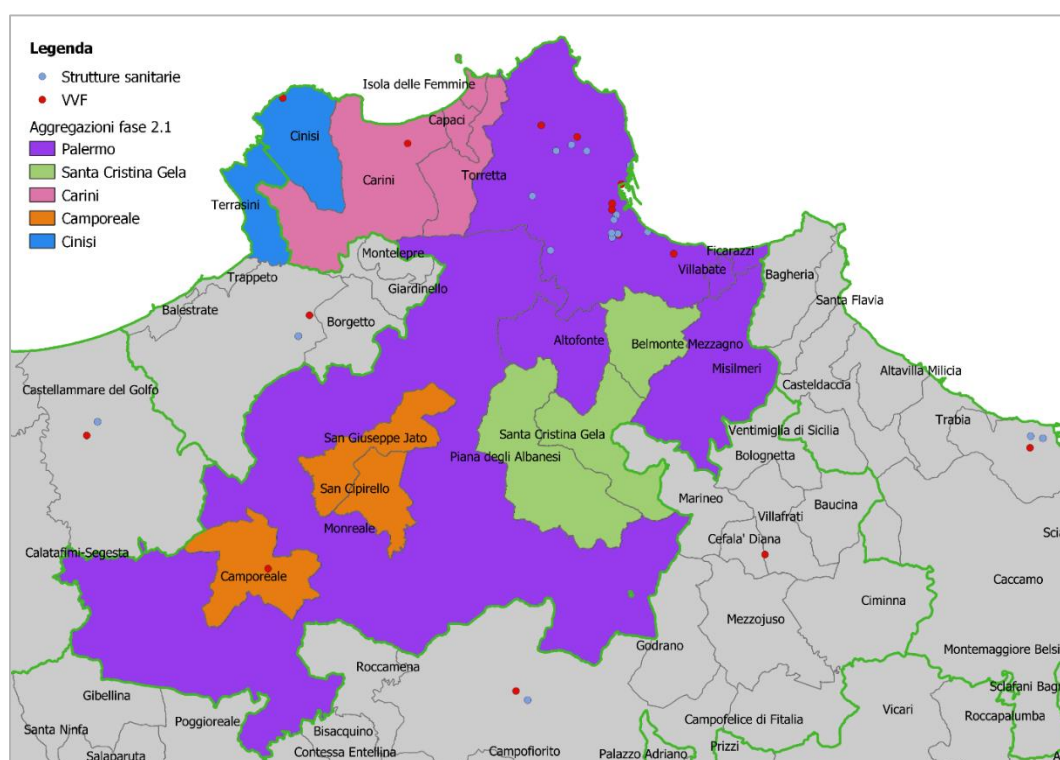 Legenda
Strutture sanitarie
VVF
Aggregazioni fase 2.1
Palermo
Santa Cristina Gela
Carini
Camporeale
Cinisi
Isola delle Femmine
Capaci
Cinisi
Carini
Torretta
Terrasini
Montelepre
Ficarazzi
Villabate
Bagheria
Trappeto
Giardinello
Santa Flavia
Balestrate
Borgetto
Altofonte
Belmonte Mezzagno
Misilmeri
Altavilla Milicia
Castellammare del Golfo
Casteldaccia
Trabia
San Giuseppe Jato
Santa Cristina Gela
Ventimiglia di Sicilia
Piana degli Albanesi
Bolognetta
San Cipirello
Marineo
Baucina
Villafrati
Monreale
Cefala' Diana
Scia
Calatafimi-Segesta
Camporeale
Caccamo
Ciminna
Mezzojuso
Godrano
Montemaggiore Belsi
Roccamena
Sclafani Bagn
Gibellina
Poggioreale
Vicari
Roccapalumba
Santa Ninfa
Bisacquino
Campofelice di Fitalia
Contessa Entellina
Campofiorito
Prizzi
Salaparuta
Palazzo Adriano
A